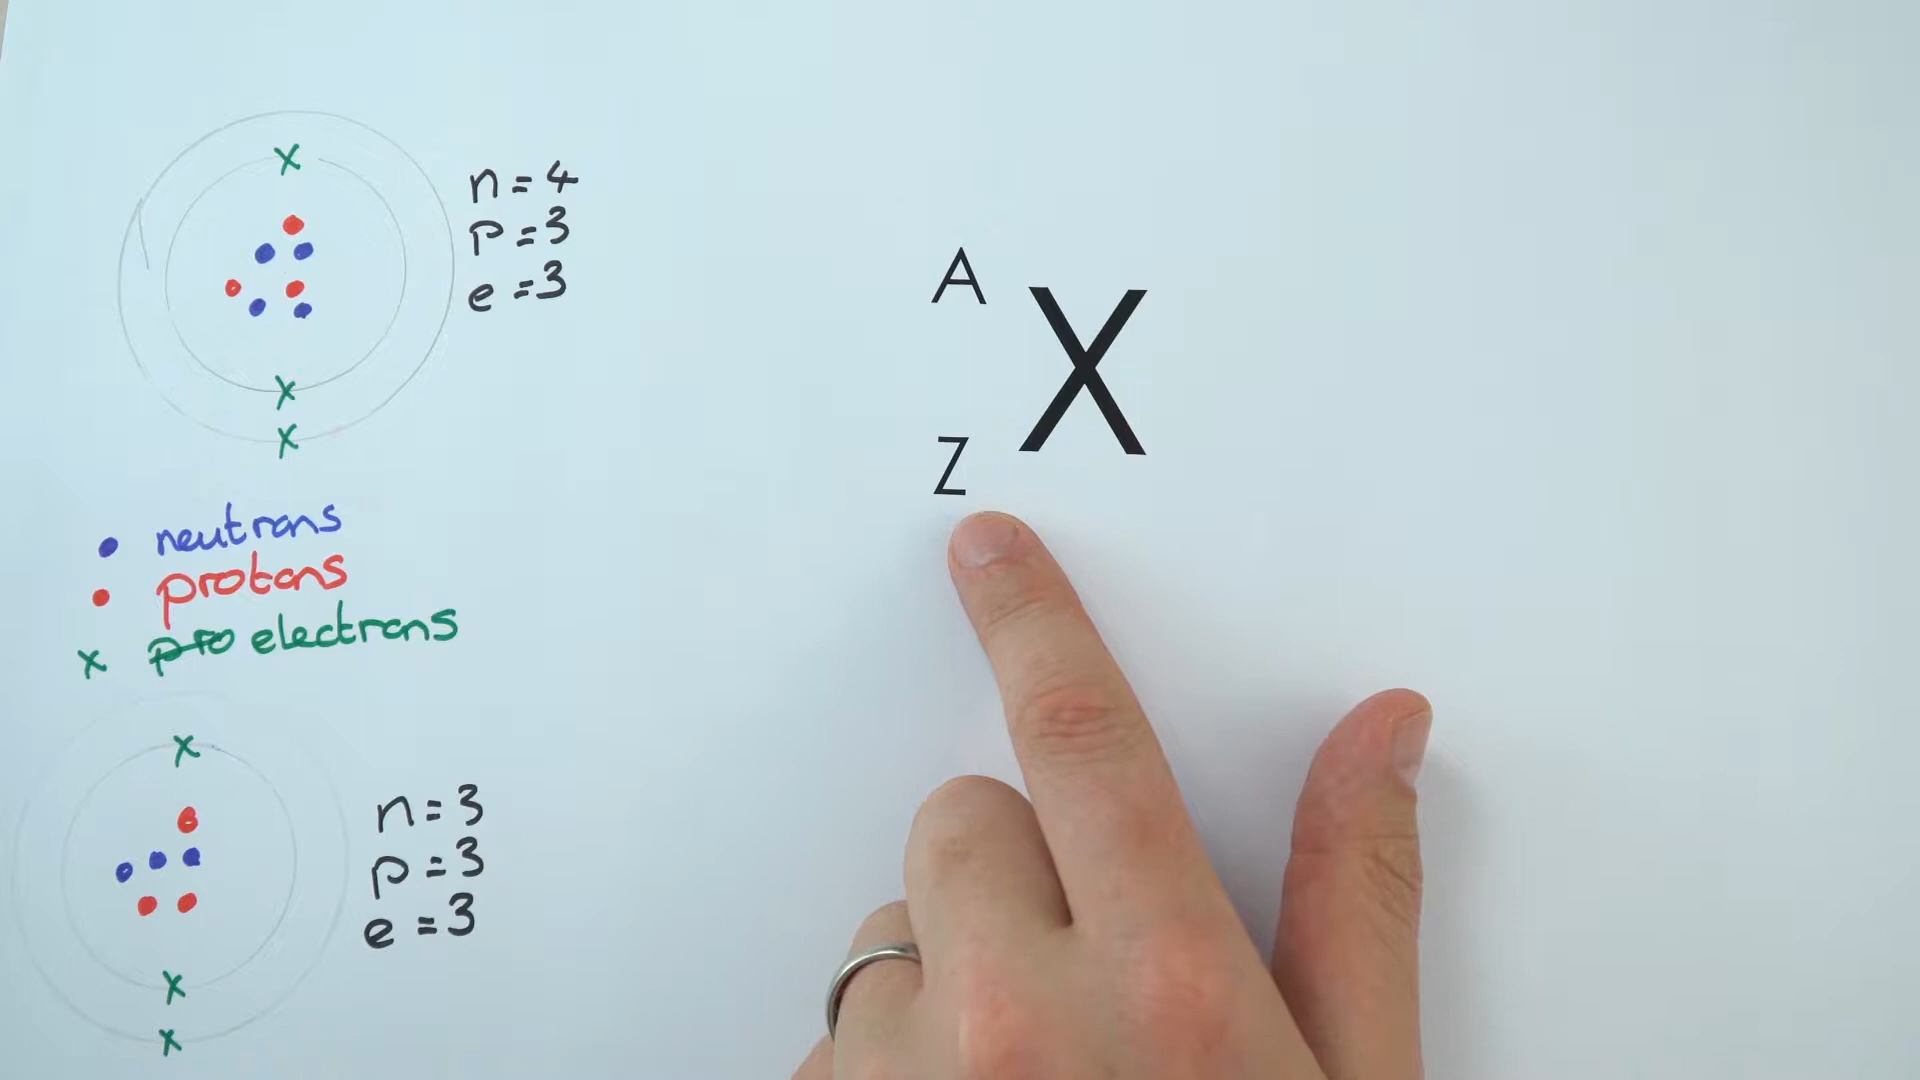 n = 4
p = 3
e = 3
A
X
Z
• neutrons
• protons
x pro electrons
n = 3
p = 3
e = 3